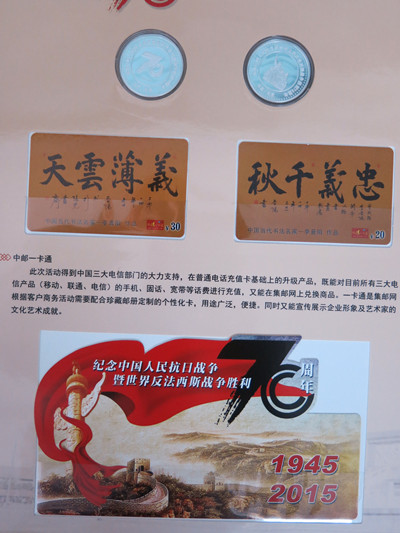 天雲薄義
30
秋千義忠
20
中邮一卡通
此次活动得到中国三大电信部门的大力支持，在普通电话充值卡基础上的升级产品，既能对目前所有三大电
信产品（移动、联通、电信）的手机、固话、宽带等话费进行充值，又能在集邮网上兑换商品，一卡通是集邮网
根据客户商务活动需要配合珍藏邮册定制的个性化卡，用途广泛，便捷。同时又能宣传展示企业形象及艺术家的
文化艺术成就。
纪念中国人民抗日战争
暨世界反法西斯战争胜利
70
周年
1945
2015